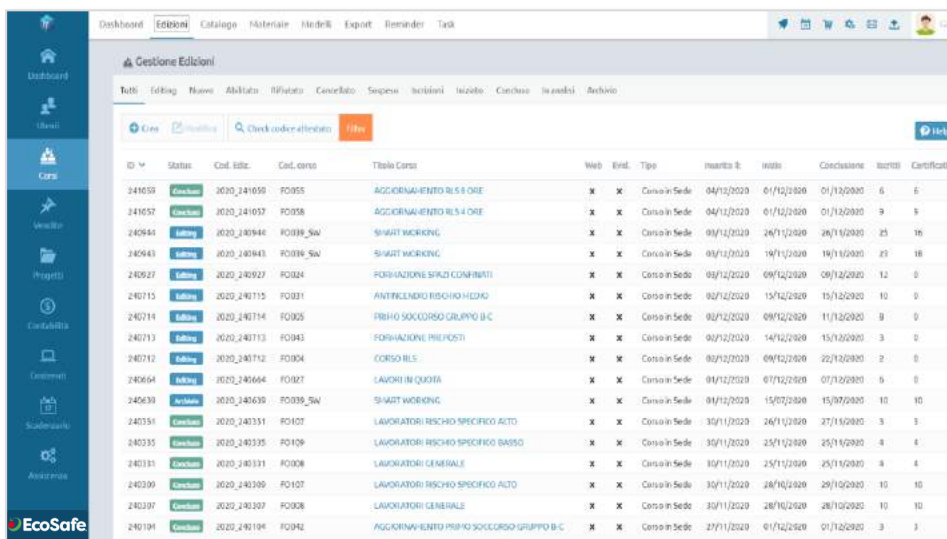 Dashboard Edizioni Catalogo Materiale Modelli Export Reminder Task
Dashboard
Utenti
Corsi
Vendite
Progetti
Contabilità
Contenuti
Scadenzario
Assistenza
EcoSafe
Gestione Edizioni
Tutti Editing Nuovo Abilitato Rifiutato Cancellato Sospeso Iscrizioni Iniziato Concluso In analisi Archivio
Crea Modifica Check codice attestato Filtro
Help
ID Status Cod. Ediz. Cod. corso Titolo Corso Web Evid. Tipo Inserito il: Inizio Conclusione Iscritti Certificati
241059 Concluso 2020_241059 FO055 AGGIORNAMENTO RLS 8 ORE x x Corso in Sede 04/12/2020 01/12/2020 01/12/2020 6 6
241057 Concluso 2020_241057 FO058 AGGIORNAMENTO RLS 4 ORE x x Corso in Sede 04/12/2020 01/12/2020 01/12/2020 9 9
240944 Editing 2020_240944 FO039_SW SMART WORKING x x Corso in Sede 03/12/2020 26/11/2020 26/11/2020 25 16
240943 Editing 2020_240943 FO039_SW SMART WORKING x x Corso in Sede 03/12/2020 19/11/2020 19/11/2020 23 18
240927 Editing 2020_240927 FO024 FORMAZIONE SPAZI CONFINATI x x Corso in Sede 03/12/2020 09/12/2020 09/12/2020 12 0
240715 Editing 2020_240715 FO031 ANTINCENDIO RISCHIO MEDIO x x Corso in Sede 02/12/2020 15/12/2020 15/12/2020 10 0
240714 Editing 2020_240714 FO005 PRIMO SOCCORSO GRUPPO B-C x x Corso in Sede 02/12/2020 09/12/2020 11/12/2020 8 0
240713 Editing 2020_240713 FO043 FORMAZIONE PREPOSTI x x Corso in Sede 02/12/2020 14/12/2020 15/12/2020 3 0
240712 Editing 2020_240712 FO004 CORSO RLS x x Corso in Sede 02/12/2020 09/12/2020 22/12/2020 2 0
240664 Editing 2020_240664 FO027 LAVORI IN QUOTA x x Corso in Sede 01/12/2020 07/12/2020 07/12/2020 6 0
240639 Archivio 2020_240639 FO039_SW SMART WORKING x x Corso in Sede 01/12/2020 15/07/2020 15/07/2020 10 10
240351 Concluso 2020_240351 FO107 LAVORATORI RISCHIO SPECIFICO ALTO x x Corso in Sede 30/11/2020 26/11/2020 27/11/2020 3 3
240335 Concluso 2020_240335 FO109 LAVORATORI RISCHIO SPECIFICO BASSO x x Corso in Sede 30/11/2020 25/11/2020 25/11/2020 4 4
240331 Concluso 2020_240331 FO008 LAVORATORI GENERALE x x Corso in Sede 30/11/2020 25/11/2020 25/11/2020 4 4
240309 Concluso 2020_240309 FO107 LAVORATORI RISCHIO SPECIFICO ALTO x x Corso in Sede 30/11/2020 28/10/2020 29/10/2020 10 10
240307 Concluso 2020_240307 FO008 LAVORATORI GENERALE x x Corso in Sede 30/11/2020 28/10/2020 28/10/2020 10 10
240104 Concluso 2020_240104 FO042 AGGIORNAMENTO PRIMO SOCCORSO GRUPPO B-C x x Corso in Sede 27/11/2020 01/12/2020 01/12/2020 3 3